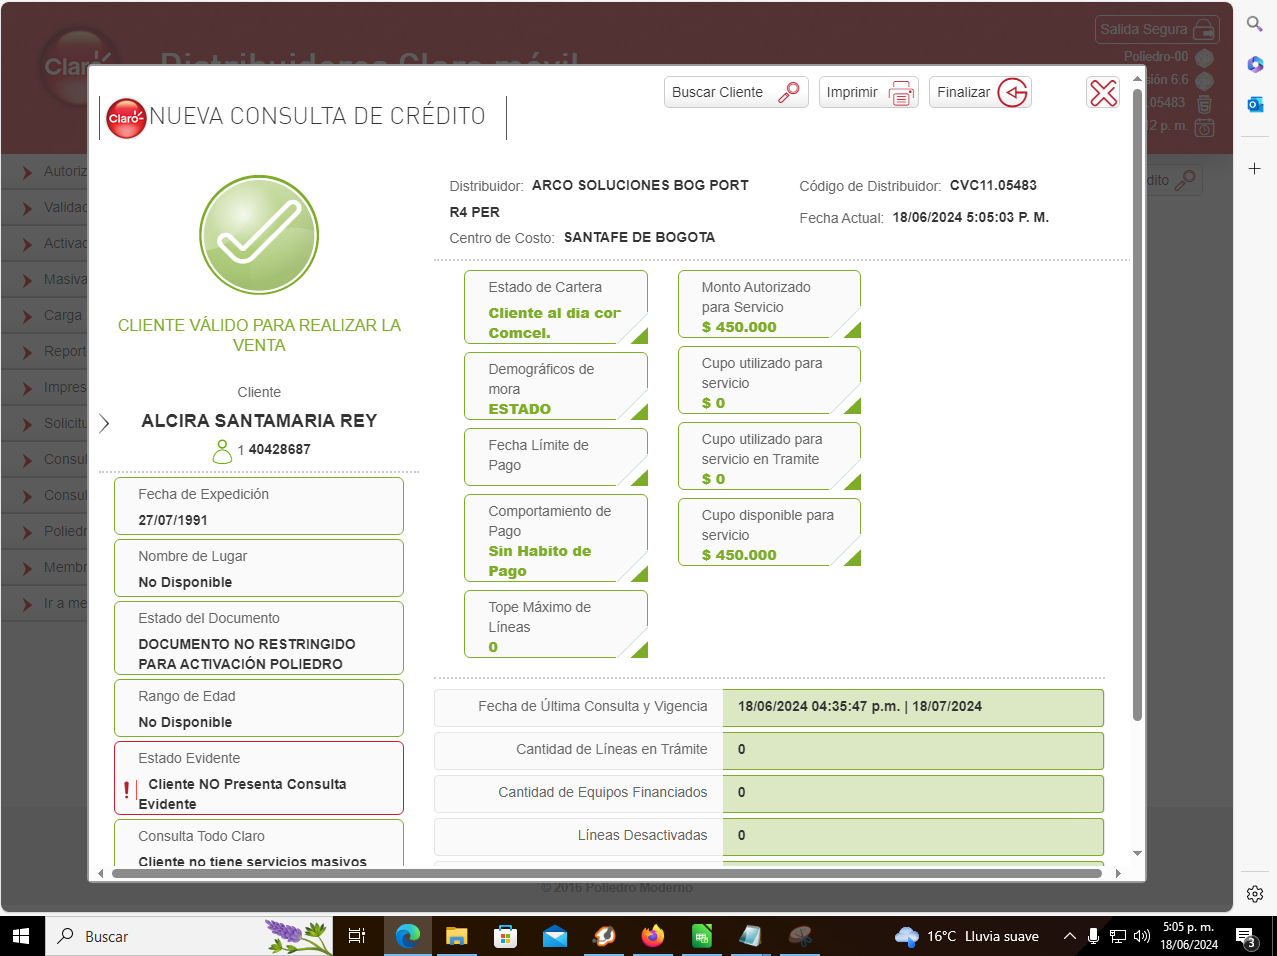 Salida Segura
Claro
Distribuidores Claro móvil
Poliedro-00
sión 6.6
.05483
12 p. m.
Buscar Cliente
Imprimir
Finalizar
Claro
NUEVA CONSULTA DE CRÉDITO
Autoriz
Validac
Activac
Masiva
Carga
Report
Impres
Solicitu
Consul
Consul
Poliedr
Membr
Ir a me
dito
CLIENTE VÁLIDO PARA REALIZAR LA
VENTA
Cliente
ALCIRA SANTAMARIA REY
1 40428687
Fecha de Expedición
27/07/1991
Nombre de Lugar
No Disponible
Estado del Documento
DOCUMENTO NO RESTRINGIDO
PARA ACTIVACIÓN POLIEDRO
Rango de Edad
No Disponible
Estado Evidente
! Cliente NO Presenta Consulta
Evidente
Consulta Todo Claro
Cliente no tiene servicios masivos
Distribuidor: ARCO SOLUCIONES BOG PORT
R4 PER
Centro de Costo: SANTAFE DE BOGOTA
Código de Distribuidor: CVC11.05483
Fecha Actual: 18/06/2024 5:05:03 P. M.
Estado de Cartera
Cliente al dia cor
Comcel.
Demográficos de
mora
ESTADO
Fecha Límite de
Pago
Comportamiento de
Pago
Sin Habito de
Pago
Tope Máximo de
Líneas
0
Monto Autorizado
para Servicio
$ 450.000
Cupo utilizado para
servicio
$ 0
Cupo utilizado para
servicio en Tramite
$ 0
Cupo disponible para
servicio
$ 450.000
Fecha de Última Consulta y Vigencia 18/06/2024 04:35:47 p.m. | 18/07/2024
Cantidad de Líneas en Trámite 0
Cantidad de Equipos Financiados 0
Líneas Desactivadas 0
© 2016 Poliedro Moderno
Buscar
16°C Lluvia suave
5:05 p. m.
18/06/2024
3